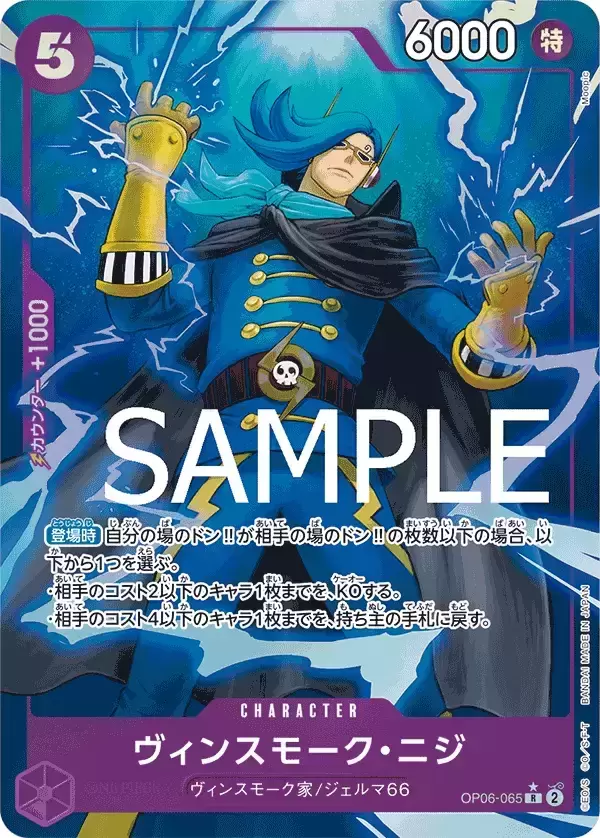 5
6000
特
Moopic
カウンター +1000
SAMPLE
登場時 自分の場のドン!!が相手の場のドン!!の枚数以下の場合、以
下から1つを選ぶ。
・相手のコスト2以下のキャラ1枚までを、KOする。
・相手のコスト4以下のキャラ1枚までを、持ち主の手札に戻す。
©E.O/S ©O./S・F・T BANDAI MADE IN JAPAN
CHARACTER
ヴィンスモーク・ニジ
ヴィンスモーク家/ジェルマ66
OP06-065 R 2